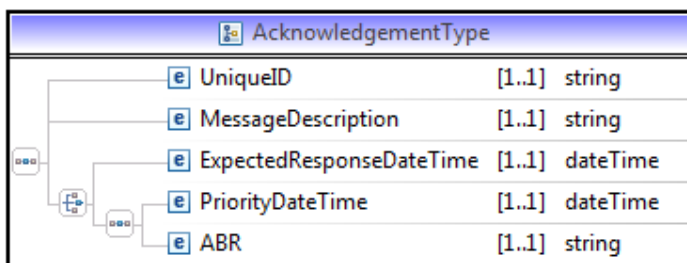 AcknowledgementType
e UniqueID [1..1] string
e MessageDescription [1..1] string
e ExpectedResponseDateTime [1..1] dateTime
e PriorityDateTime [1..1] dateTime
e ABR [1..1] string